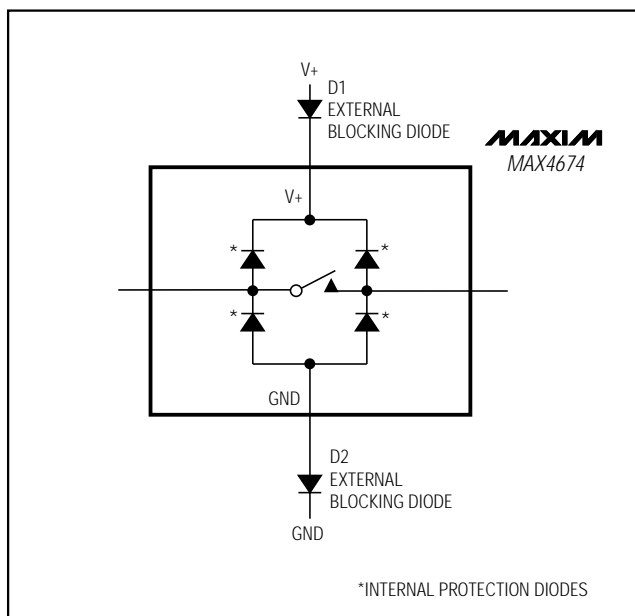 V+
D1
EXTERNAL
BLOCKING DIODE
MAXIM
MAX4674
V+
*
*
*
*
GND
D2
EXTERNAL
BLOCKING DIODE
GND
*INTERNAL PROTECTION DIODES